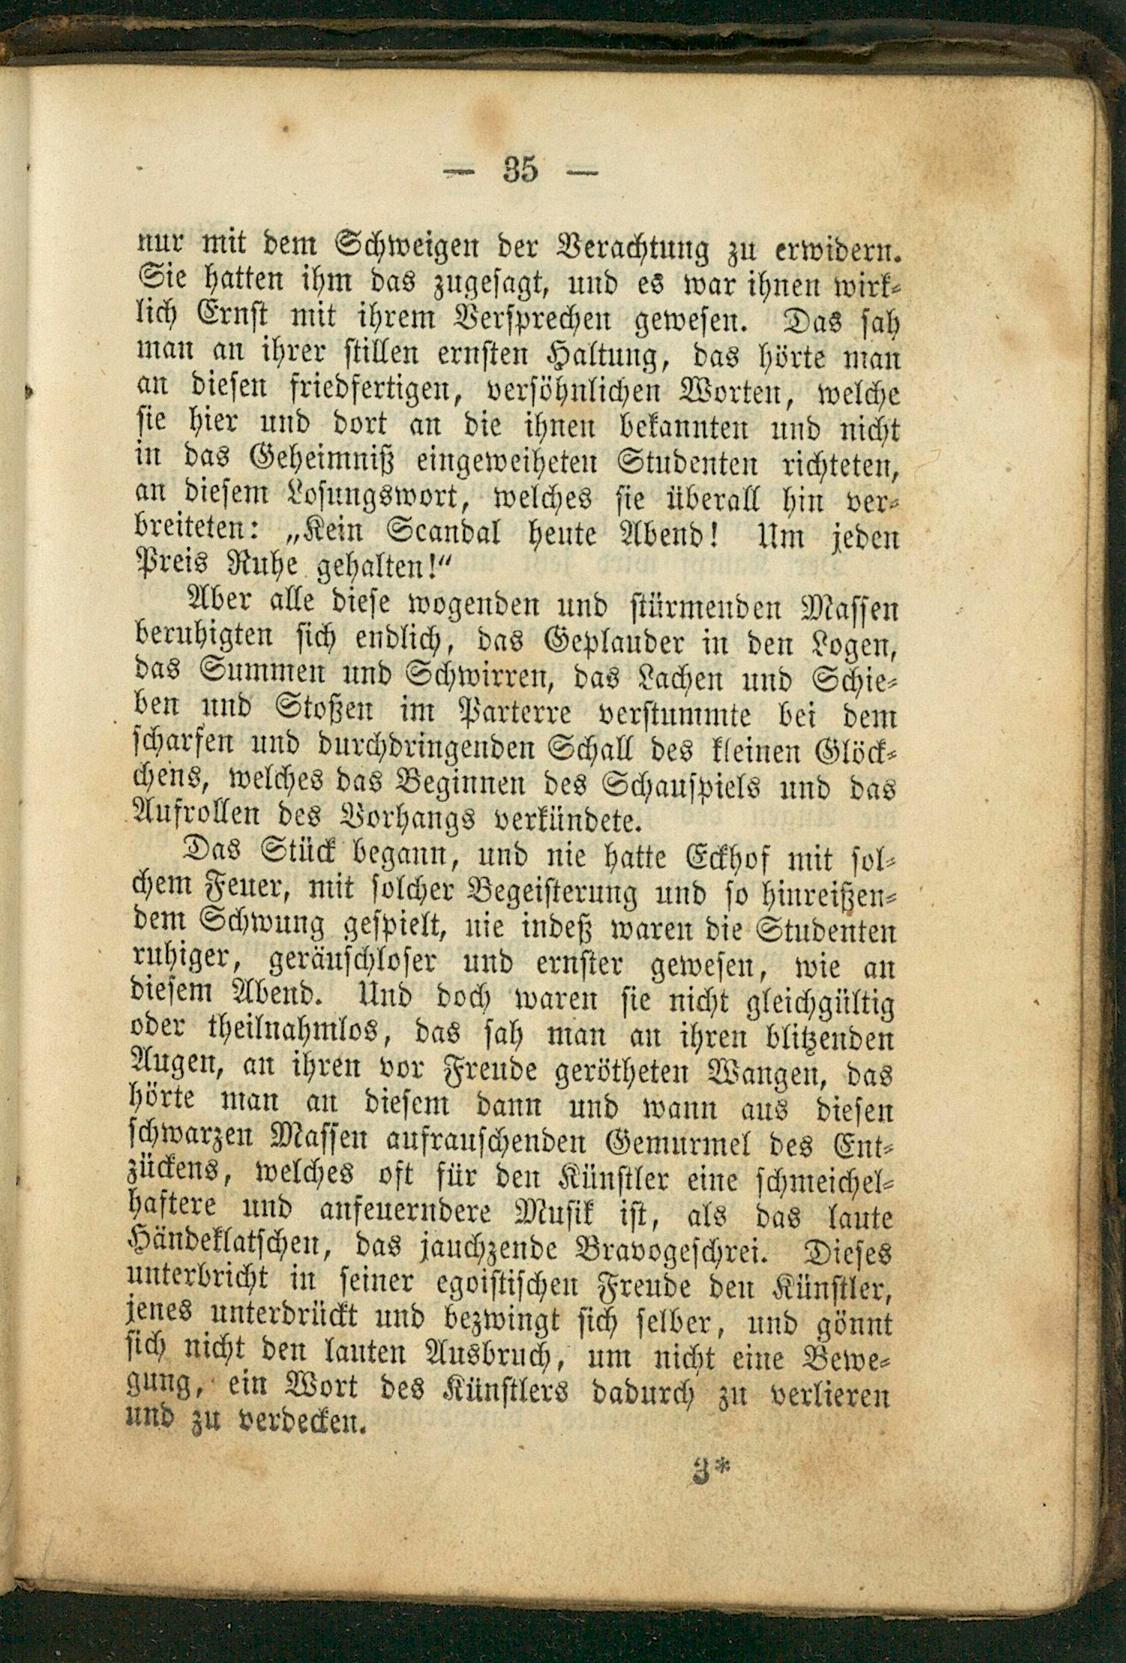 — 35 —
nur mit dem Schweigen der Verachtung zu erwidern.
Sie hatten ihm das zugesagt, und es war ihnen wirk-
lich Ernst mit ihrem Versprechen gewesen. Das sah
man an ihrer stillen ernsten Haltung, das hörte man
an diesen friedfertigen, versöhnlichen Worten, welche
sie hier und dort an die ihnen bekannten und nicht
in das Geheimniß eingeweiheten Studenten richteten,
an diesem Losungswort, welches sie überall hin ver-
breiteten: „Kein Scandal heute Abend! Um jeden
Preis Ruhe gehalten!“
Aber alle diese wogenden und stürmenden Massen
beruhigten sich endlich, das Geplauder in den Logen,
das Summen und Schwirren, das Lachen und Schie-
ben und Stoßen im Parterre verstummte bei dem
scharfen und durchdringenden Schall des kleinen Glöck-
chens, welches das Beginnen des Schauspiels und das
Aufrollen des Vorhangs verkündete.
Das Stück begann, und nie hatte Eckhof mit sol-
chem Feuer, mit solcher Begeisterung und so hinreißen-
dem Schwung gespielt, nie indeß waren die Studenten
ruhiger, geräuschloser und ernster gewesen, wie an
diesem Abend. Und doch waren sie nicht gleichgültig
oder theilnahmlos, das sah man an ihren blitzenden
Augen, an ihren vor Freude gerötheten Wangen, das
hörte man an diesem dann und wann aus diesen
schwarzen Massen aufrauschenden Gemurmel des Ent-
zückens, welches oft für den Künstler eine schmeichel-
haftere und anfeuerndere Musik ist, als das laute
Händeklatschen, das jauchzende Bravogeschrei. Dieses
unterbricht in seiner egoistischen Freude den Künstler,
jenes unterdrückt und bezwingt sich selber, und gönnt
sich nicht den lauten Ausbruch, um nicht eine Bewe-
gung, ein Wort des Künstlers dadurch zu verlieren
und zu verdecken.
3*